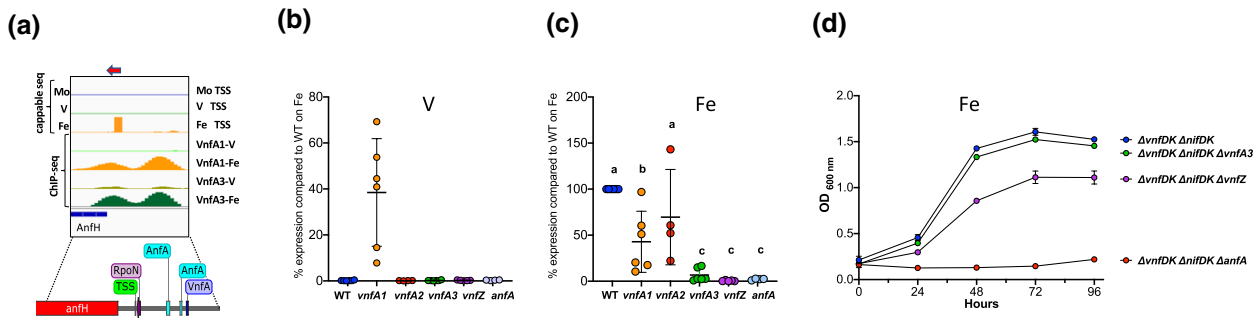 (a)
cappable seq
Mo
V
Fe
ChIP-seq
Mo TSS
V TSS
Fe TSS
VnfA1-V
VnfA1-Fe
VnfA3-V
VnfA3-Fe
AnfH
AnfA
RpoN
AnfA
TSS
VnfA
anfH
(b)
V
% expression compared to WT on Fe
80
60
40
20
0
WT vnfA1 vnfA2 vnfA3 vnfZ anfA
(c)
Fe
% expression compared to WT on Fe
200
150
100
50
0
a b a c c c
WT vnfA1 vnfA2 vnfA3 vnfZ anfA
(d)
Fe
OD 600 nm
2.0
1.5
1.0
0.5
0.0
0 24 48 72 96
Hours
ΔvnfDK ΔnifDK
ΔvnfDK ΔnifDK ΔvnfA3
ΔvnfDK ΔnifDK ΔvnfZ
ΔvnfDK ΔnifDK ΔanfA